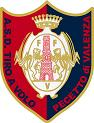 A.S.D. TIRO A VOLO
PECETTO di VALENZA
F V